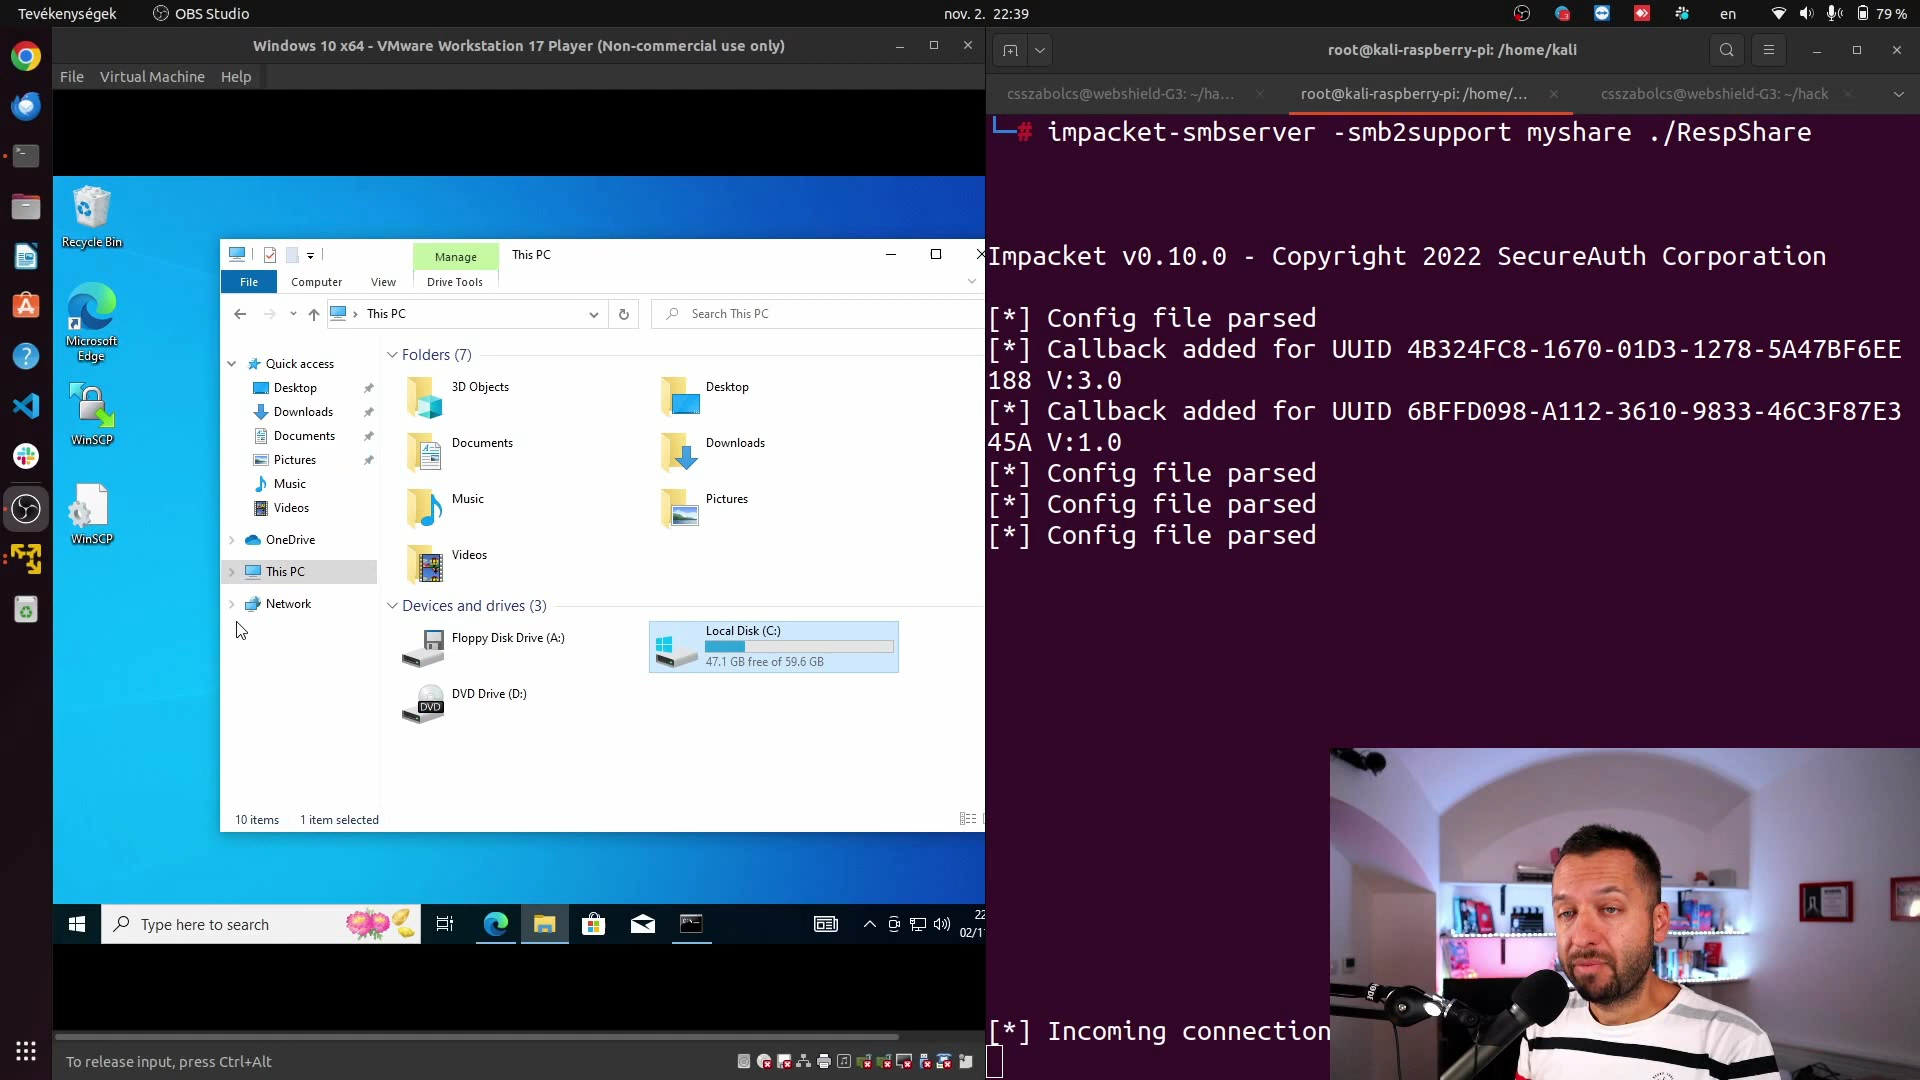 Tevékenységek
OBS Studio
nov. 2. 22:39
en
79 %
Windows 10 x64 - VMware Workstation 17 Player (Non-commercial use only)
File Virtual Machine Help
Recycle Bin
Microsoft
Edge
WinSCP
WinSCP
Manage
This PC
File
Computer
View
Drive Tools
This PC
Search This PC
Quick access
Desktop
Downloads
Documents
Pictures
Music
Videos
OneDrive
This PC
Network
Folders (7)
3D Objects
Desktop
Documents
Downloads
Music
Pictures
Videos
Devices and drives (3)
Floppy Disk Drive (A:)
Local Disk (C:)
47.1 GB free of 59.6 GB
DVD Drive (D:)
DVD
10 items
1 item selected
Type here to search
22
02/1
To release input, press Ctrl+Alt
root@kali-raspberry-pi: /home/kali
csszabolcs@webshield-G3: ~/ha...
root@kali-raspberry-pi: /home/...
csszabolcs@webshield-G3: ~/hack
# impacket-smbserver -smb2support myshare ./RespShare
Impacket v0.10.0 - Copyright 2022 SecureAuth Corporation
[*] Config file parsed
[*] Callback added for UUID 4B324FC8-1670-01D3-1278-5A47BF6EE
188 V:3.0
[*] Callback added for UUID 6BFFD098-A112-3610-9833-46C3F87E3
45A V:1.0
[*] Config file parsed
[*] Config file parsed
[*] Config file parsed
[*] Incoming connection